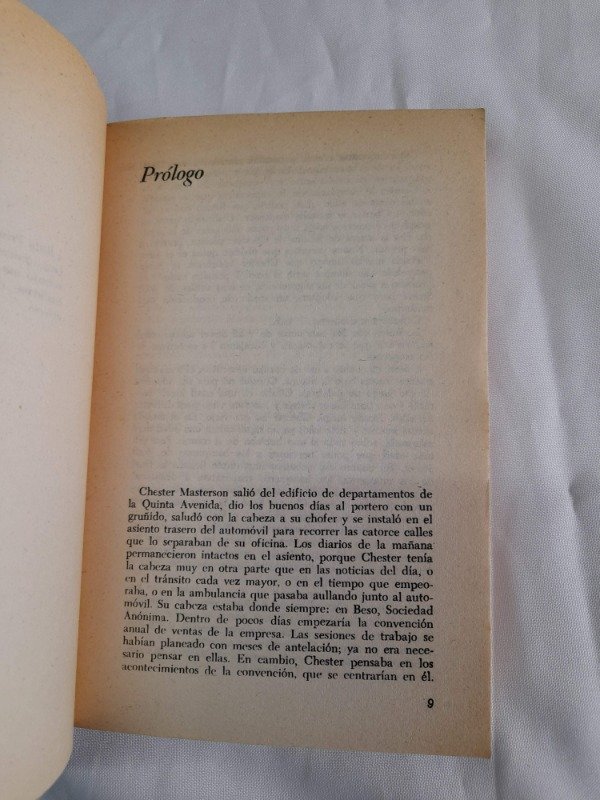 Prólogo
Chester Masterson salió del edificio de departamentos de
la Quinta Avenida, dio los buenos días al portero con un
gruñido, saludó con la cabeza a su chofer y se instaló en el
asiento trasero del automóvil para recorrer las catorce calles
que lo separaban de su oficina. Los diarios de la mañana
permanecieron intactos en el asiento, porque Chester tenía
la cabeza muy en otra parte que en las noticias del día, o
en el tránsito cada vez mayor, o en el tiempo que empeo-
raba, o en la ambulancia que pasaba aullando junto al auto-
móvil. Su cabeza estaba donde siempre: en Beso, Sociedad
Anónima. Dentro de pocos días empezaría la convención
anual de ventas de la empresa. Las sesiones de trabajo se
habían planeado con meses de antelación; ya no era nece-
sario pensar en ellas. En cambio, Chester pensaba en los
acontecimientos de la convención, que se centrarían en él.
9